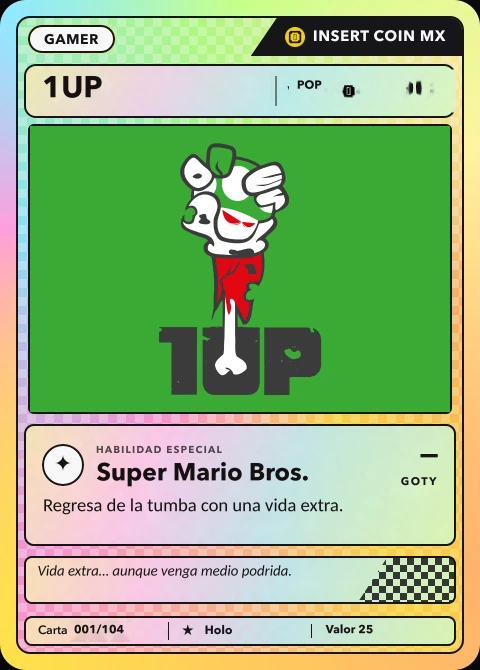 GAMER
INSERT COIN MX
1UP
POP
1UP
HABILIDAD ESPECIAL
Super Mario Bros.
GOTY
Regresa de la tumba con una vida extra.
Vida extra... aunque venga medio podrida.
Carta 001/104
★ Holo
Valor 25